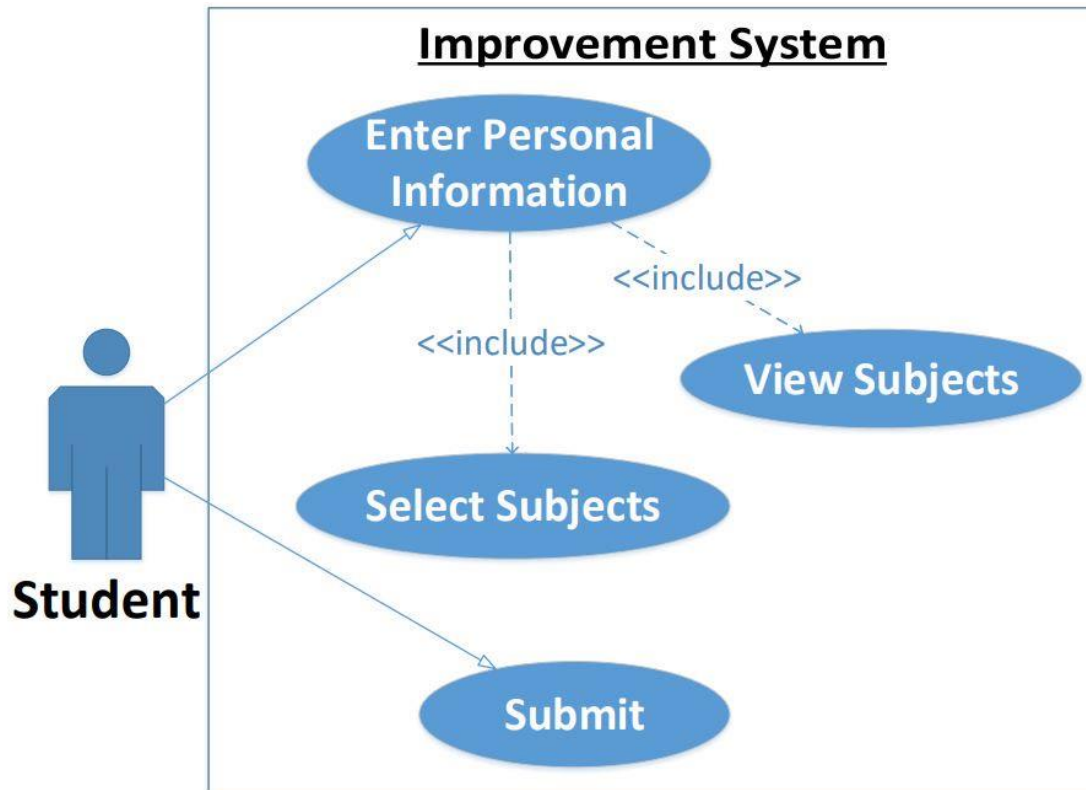 Improvement System
Enter Personal
Information
<<include>>
<<include>>
View Subjects
Select Subjects
Student
Submit